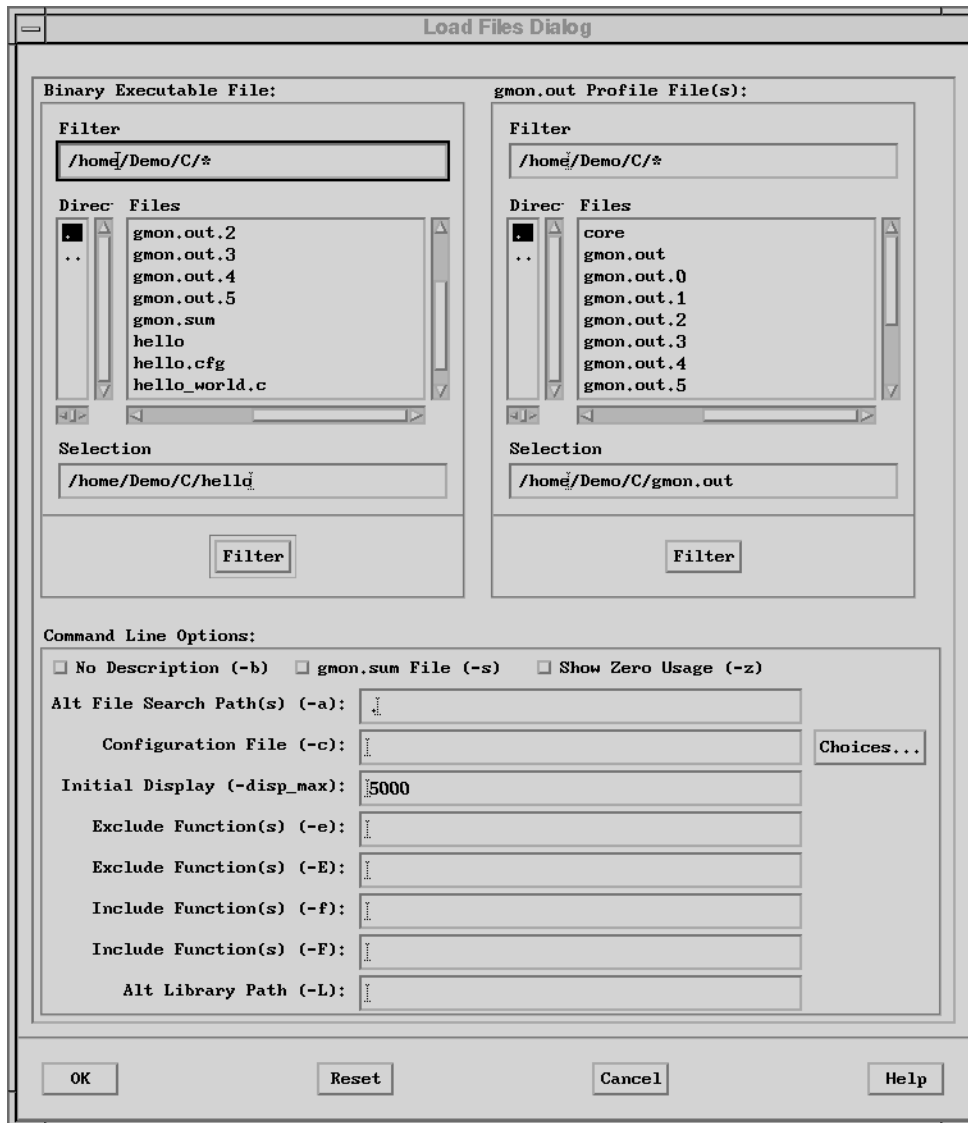 Load Files Dialog
Binary Executable File:
Filter
/home/Demo/C/*
Direc Files
.
..
gmon.out.2
gmon.out.3
gmon.out.4
gmon.out.5
gmon.sum
hello
hello.cfg
hello_world.c
Selection
/home/Demo/C/hello
Filter
gmon.out Profile File(s):
Filter
/home/Demo/C/*
Direc Files
.
..
core
gmon.out
gmon.out.0
gmon.out.1
gmon.out.2
gmon.out.3
gmon.out.4
gmon.out.5
Selection
/home/Demo/C/gmon.out
Filter
Command Line Options:
No Description (-b) gmon.sum File (-s) Show Zero Usage (-z)
Alt File Search Path(s) (-a): .
Configuration File (-c): Choices...
Initial Display (-disp_max): 5000
Exclude Function(s) (-e):
Exclude Function(s) (-E):
Include Function(s) (-f):
Include Function(s) (-F):
Alt Library Path (-L):
OK Reset Cancel Help